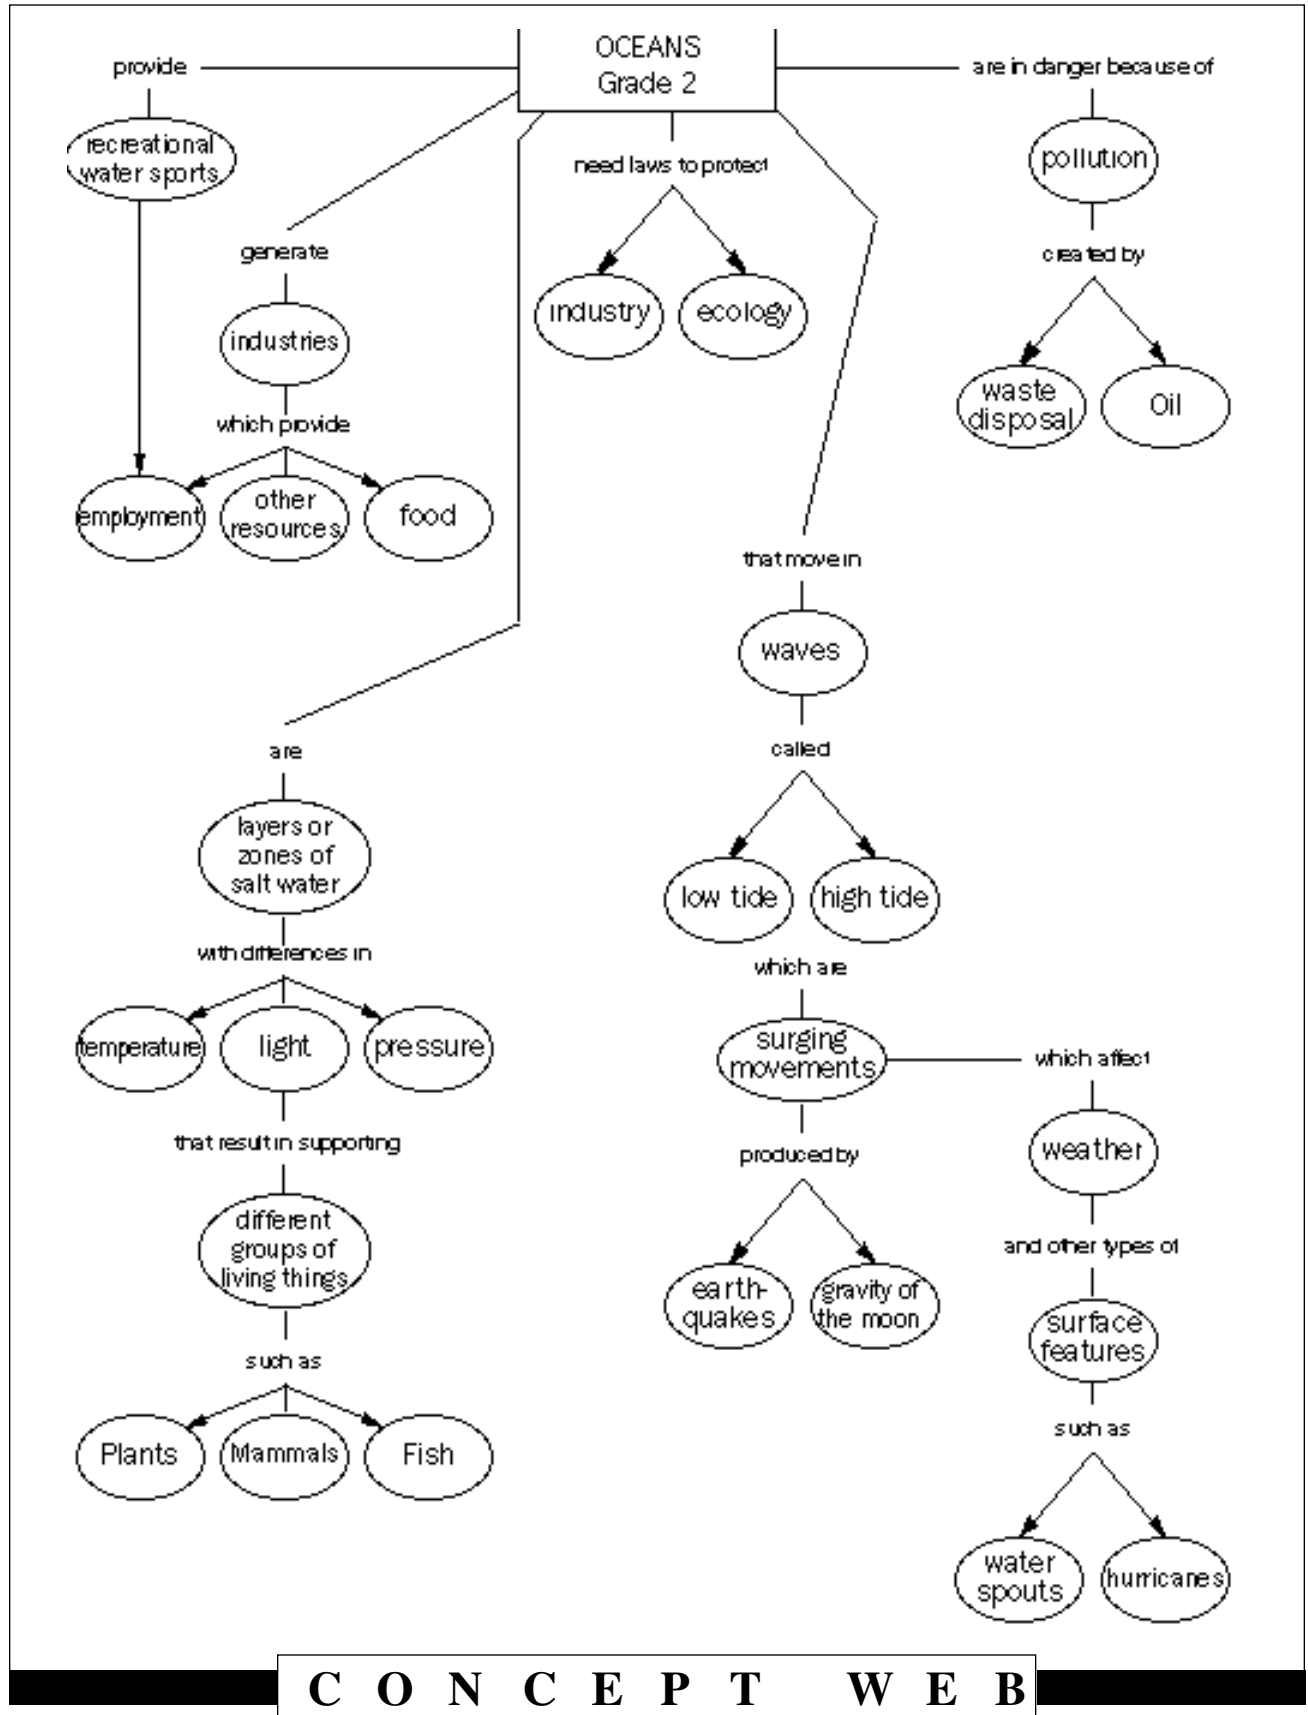 OCEANS
Grade 2
provide
recreational
water sports
generate
industries
which provide
employment
other
resources
food
need laws to protect
industry
ecology
are in danger because of
pollution
created by
waste
disposal
Oil
are
layers or
zones of
salt water
with differences in
temperature
light
pressure
that result in supporting
different
groups of
living things
such as
Plants
Mammals
Fish
that move in
waves
called
low tide
high tide
which are
surging
movements
produced by
earth-
quakes
gravity of
the moon
which affect
weather
and other types of
surface
features
such as
water
spouts
hurricanes
CONCEPT WEB